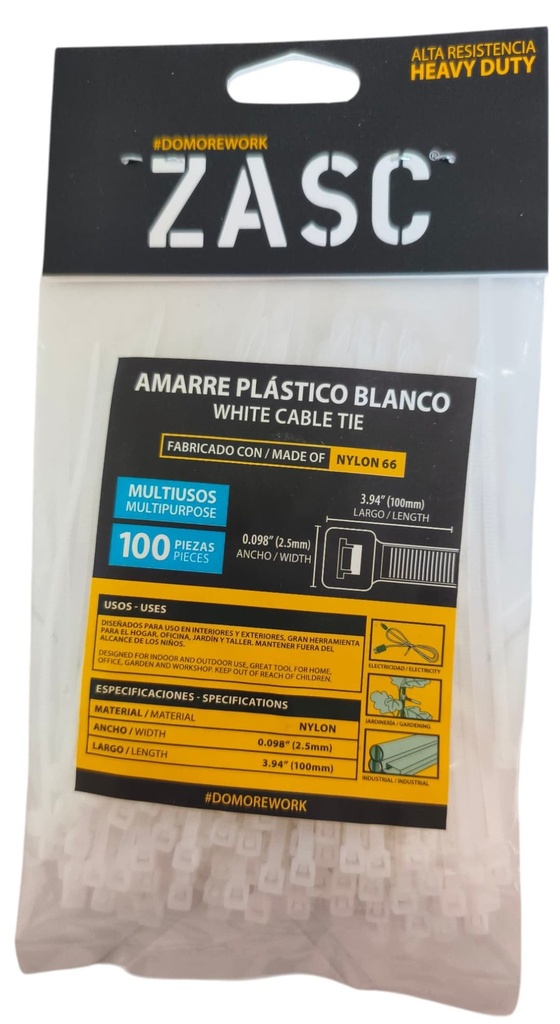 ALTA RESISTENCIA
HEAVY DUTY
#DOMOREWORK
ZASC®
AMARRE PLÁSTICO BLANCO
WHITE CABLE TIE
FABRICADO CON / MADE OF NYLON 66
MULTIUSOS
MULTIPURPOSE
100 PIEZAS
PIECES
3.94” (100mm)
LARGO / LENGTH
0.098” (2.5mm)
ANCHO / WIDTH
USOS - USES
DISEÑADOS PARA USO EN INTERIORES Y EXTERIORES, GRAN HERRAMIENTA
PARA EL HOGAR, OFICINA, JARDÍN Y TALLER. MANTENER FUERA DEL
ALCANCE DE LOS NIÑOS.
DESIGNED FOR INDOOR AND OUTDOOR USE, GREAT TOOL FOR HOME,
OFFICE, GARDEN AND WORKSHOP. KEEP OUT OF REACH OF CHILDREN.
ELECTRICIDAD / ELECTRICITY
JARDINERÍA / GARDENING
INDUSTRIAL / INDUSTRIAL
ESPECIFICACIONES - SPECIFICATIONS
MATERIAL / MATERIAL NYLON
ANCHO / WIDTH 0.098” (2.5mm)
LARGO / LENGTH 3.94” (100mm)
#DOMOREWORK